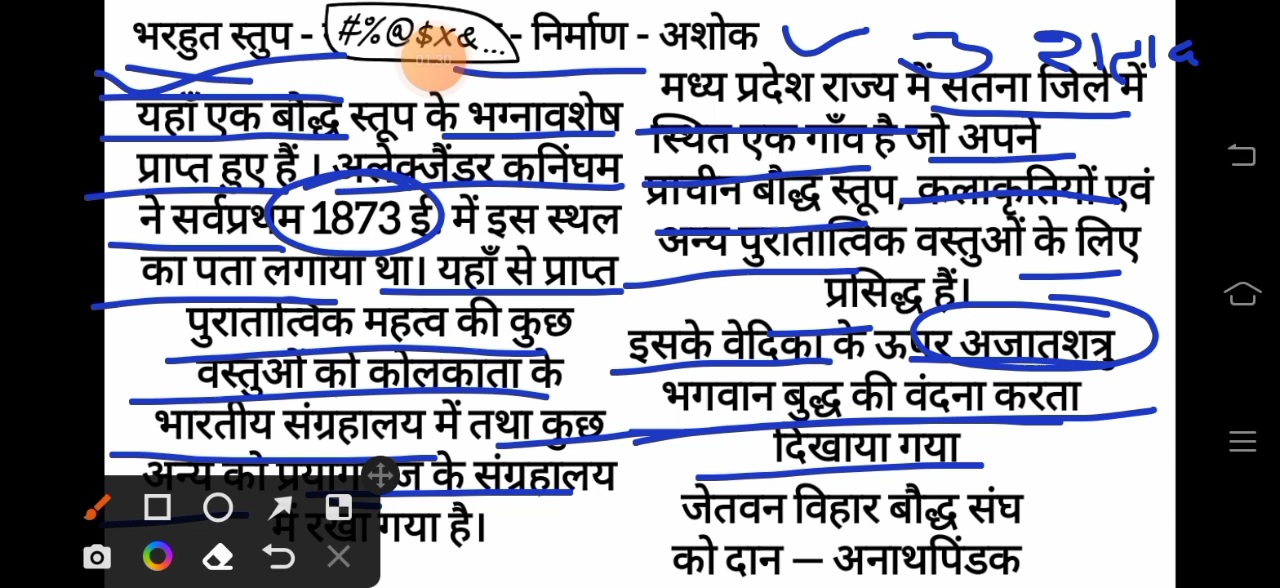 भरहुत स्तुप - #%@$x&... - निर्माण - अशोक
यहाँ एक बौद्ध स्तूप के भग्नावशेष
प्राप्त हुए हैं । अलेक्जैंडर कनिंघम
ने सर्वप्रथम 1873 ई. में इस स्थल
का पता लगाया था। यहाँ से प्राप्त
पुरातात्विक महत्व की कुछ
वस्तुओं को कोलकाता के
भारतीय संग्रहालय में तथा कुछ
अन्य को के संग्रहालय
में रखा गया है।
मध्य प्रदेश राज्य में सतना जिले में
स्थित एक गाँव है जो अपने
प्राचीन बौद्ध स्तूप, कलाकृतियों एवं
अन्य पुरातात्विक वस्तुओं के लिए
प्रसिद्ध हैं।
इसके वेदिका के ऊपर अजातशत्रु
भगवान बुद्ध की वंदना करता
दिखाया गया
जेतवन विहार बौद्ध संघ
को दान – अनाथपिंडक